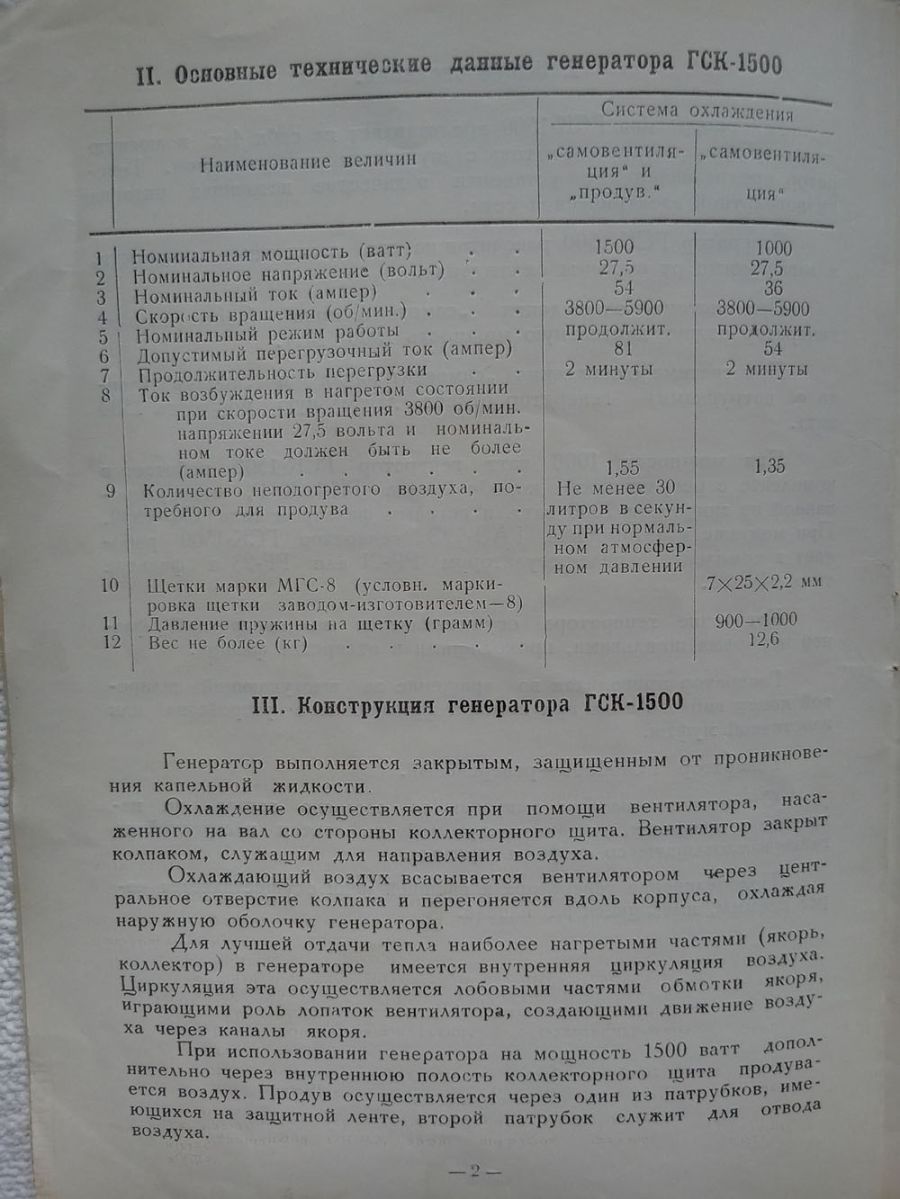 II. Основные технические данные генератора ГСК-1500
Система охлаждения
Наименование величин
„самовентиля-
ция“ и
„продув.“
„самовентиля-
ция“
1 Номинальная мощность (ватт) . . 1500 1000
2 Номинальное напряжение (вольт) . . 27,5 27,5
3 Номинальный ток (ампер) . . . 54 36
4 Скорость вращения (об/мин.) . . . 3800—5900 3800—5900
5 Номинальный режим работы . . . продолжит. продолжит.
6 Допустимый перегрузочный ток (ампер) 81 54
7 Продолжительность перегрузки . . 2 минуты 2 минуты
8 Ток возбуждения в нагретом состоянии
при скорости вращения 3800 об/мин.
напряжении 27,5 вольта и номиналь-
ном токе должен быть не более
(ампер) . . . . . . 1,55 1,35
9 Количество неподогретого воздуха, по- Не менее 30
требного для продува . . . . литров в секун-
ду при нормаль-
ном атмосфер-
ном давлении
10 Щетки марки МГС-8 (условн. марки- 7×25×2,2 мм
ровка щетки заводом-изготовителем—8)
11 Давление пружины на щетку (грамм) 900—1000
12 Вес не более (кг) . . . . . 12,6
III. Конструкция генератора ГСК-1500
Генератор выполняется закрытым, защищенным от проникнове-
ния капельной жидкости.
Охлаждение осуществляется при помощи вентилятора, наса-
женного на вал со стороны коллекторного щита. Вентилятор закрыт
колпаком, служащим для направления воздуха.
Охлаждающий воздух всасывается вентилятором через цент-
ральное отверстие колпака и перегоняется вдоль корпуса, охлаждая
наружную оболочку генератора.
Для лучшей отдачи тепла наиболее нагретыми частями (якорь,
коллектор) в генераторе имеется внутренняя циркуляция воздуха.
Циркуляция эта осуществляется лобовыми частями обмотки якоря,
играющими роль лопаток вентилятора, создающими движение возду-
ха через каналы якоря.
При использовании генератора на мощность 1500 ватт допол-
нительно через внутреннюю полость коллекторного щита продува-
ется воздух. Продув осуществляется через один из патрубков, име-
ющихся на защитной ленте, второй патрубок служит для отвода
воздуха.
— 2 —